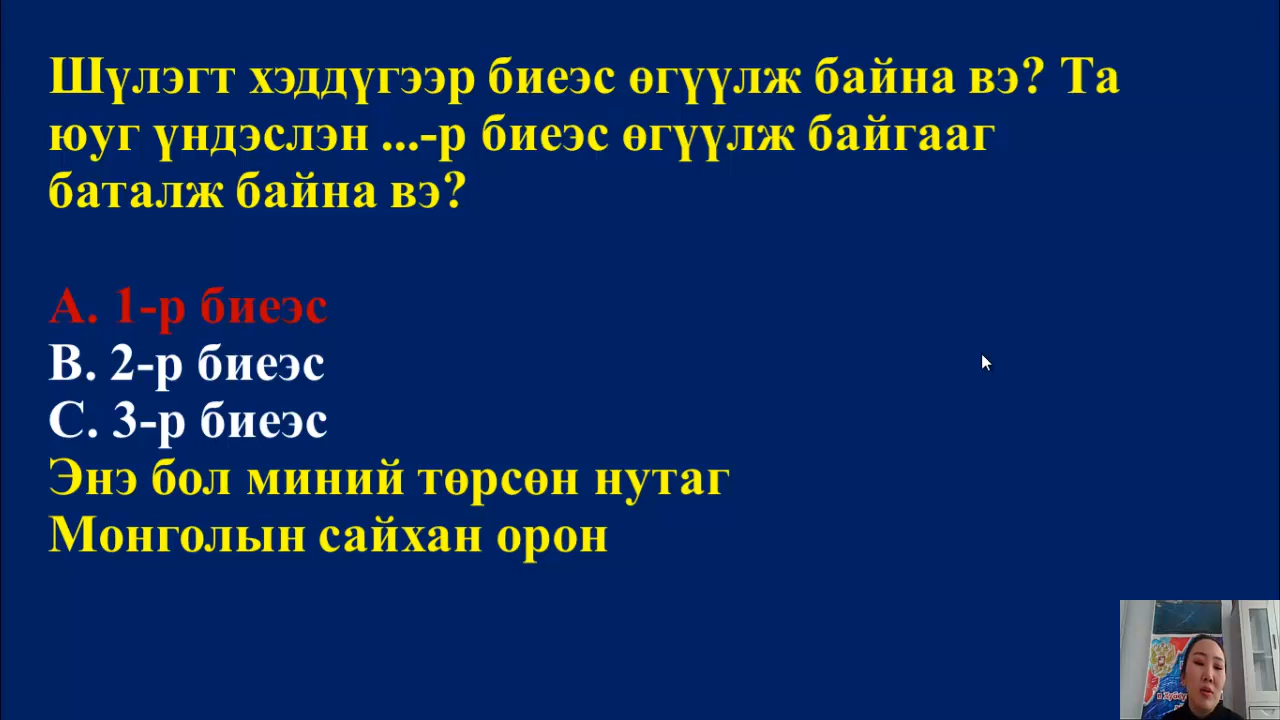 Шүлэгт хэддүгээр биеэс өгүүлж байна вэ? Та
юуг үндэслэн ...-р биеэс өгүүлж байгааг
баталж байна вэ?
A. 1-р биеэс
B. 2-р биеэс
C. 3-р биеэс
Энэ бол миний төрсөн нутаг
Монголын сайхан орон